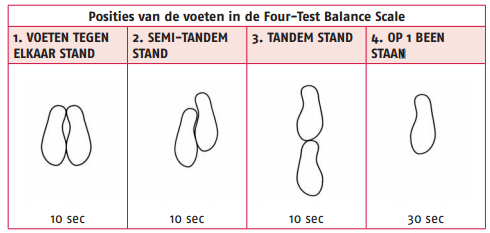 Posities van de voeten in de Four-Test Balance Scale
1. VOETEN TEGEN ELKAAR STAND
2. SEMI-TANDEM STAND
3. TANDEM STAND
4. OP 1 BEEN STAAN
10 sec
10 sec
10 sec
30 sec